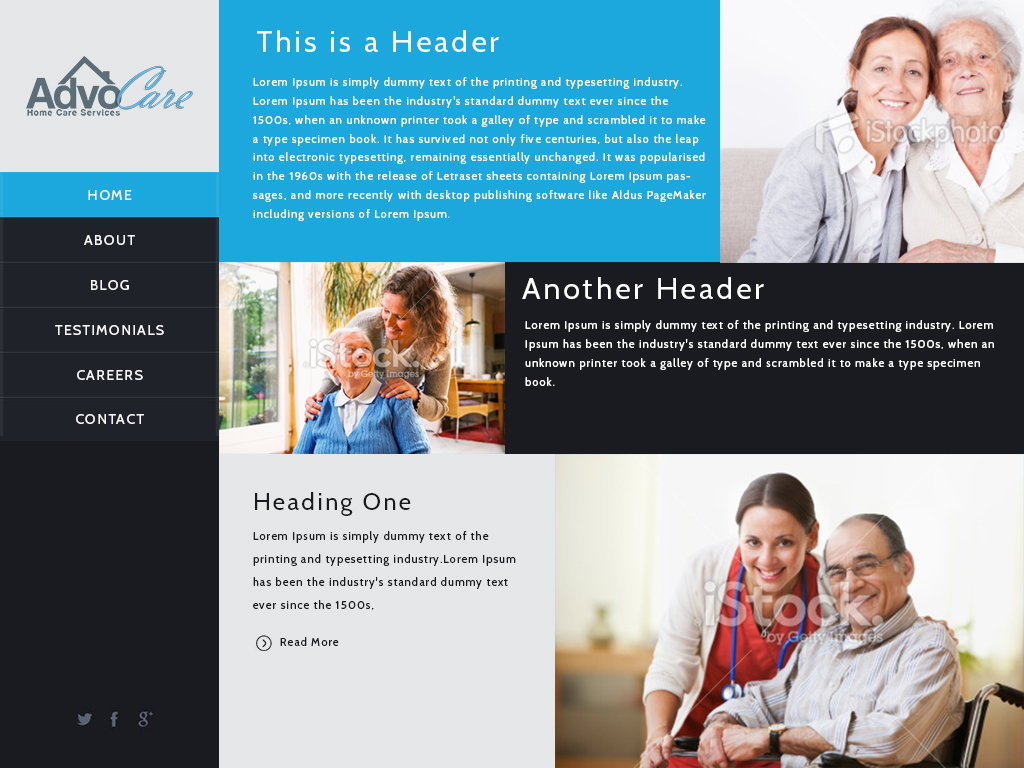 AdvoCare
Home Care Services
HOME
ABOUT
BLOG
TESTIMONIALS
CAREERS
CONTACT
This is a Header
Lorem Ipsum is simply dummy text of the printing and typesetting industry.
Lorem Ipsum has been the industry's standard dummy text ever since the
1500s, when an unknown printer took a galley of type and scrambled it to make
a type specimen book. It has survived not only five centuries, but also the leap
into electronic typesetting, remaining essentially unchanged. It was popularised
in the 1960s with the release of Letraset sheets containing Lorem Ipsum pas-
sages, and more recently with desktop publishing software like Aldus PageMaker
including versions of Lorem Ipsum.
iStockphoto
iStock.
by Getty Images
Another Header
Lorem Ipsum is simply dummy text of the printing and typesetting industry. Lorem
Ipsum has been the industry's standard dummy text ever since the 1500s, when an
unknown printer took a galley of type and scrambled it to make a type specimen
book.
Heading One
Lorem Ipsum is simply dummy text of the
printing and typesetting industry.Lorem Ipsum
has been the industry's standard dummy text
ever since the 1500s,
Read More
iStock.
by Getty Images
g+